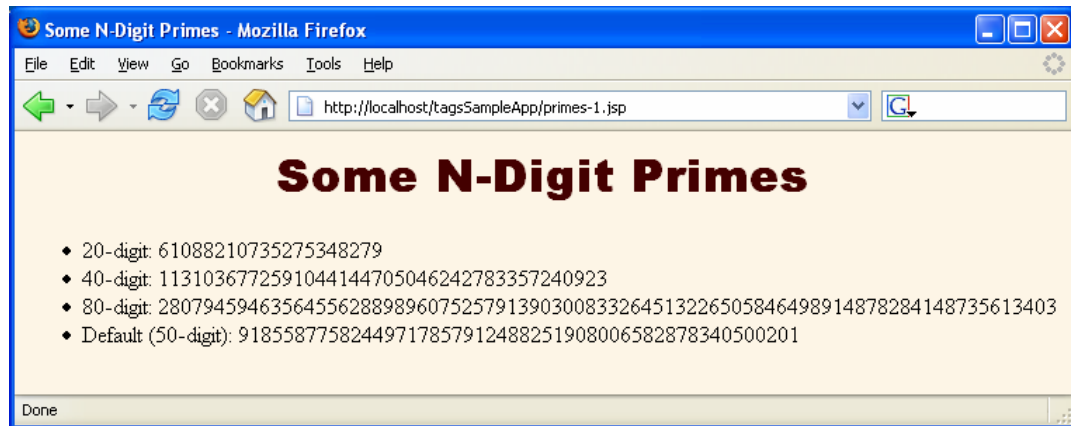 Some N-Digit Primes - Mozilla Firefox
File Edit View Go Bookmarks Tools Help
http://localhost/tagsSampleApp/primes-1.jsp
G
Some N-Digit Primes
• 20-digit: 61088210735275348279
• 40-digit: 1131036772591044144705046242783357240923
• 80-digit: 28079459463564556288989607525791390300833264513226505846498914878284148735613403
• Default (50-digit): 91855877582449717857912488251908006582878340500201
Done